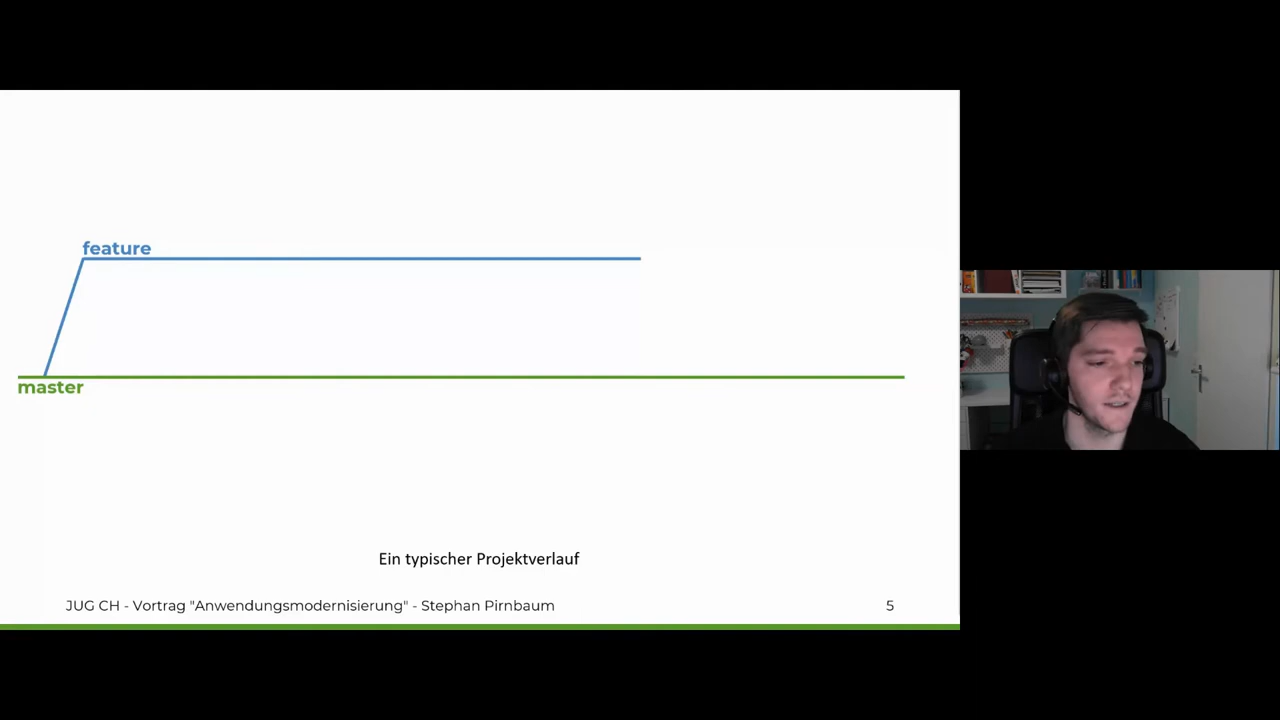 feature
master
Ein typischer Projektverlauf
JUG CH - Vortrag "Anwendungsmodernisierung" - Stephan Pirnbaum
5